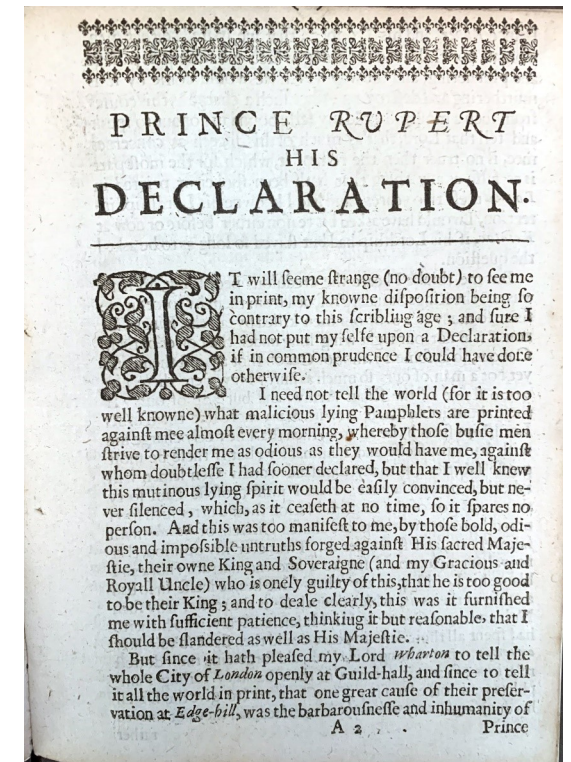 PRINCE RUPERT
HIS
DECLARATION.
IT will ſeeme ſtrange (no doubt) to ſee me
in print, my knowne diſpoſition being ſo
contrary to this ſcribling age ; and ſure I
had not put my ſelfe upon a Declaration,
if in common prudence I could have done
otherwiſe.
I need not tell the world (for it is too
well knowne) what malicious lying Pamphlets are printed
againſt mee almoſt every morning, whereby thoſe buſie men
ſtrive to render me as odious as they would have me, againſt
whom doubtleſſe I had ſooner declared, but that I well knew
this mutinous lying ſpirit would be eaſily convinced, but ne-
ver ſilenced, which, as it ceaſeth at no time, ſo it ſpares no
perſon. And this was too manifeſt to me, by thoſe bold, odi-
ous and impoſſible untruths forged againſt His ſacred Maje-
ſtie, their owne King and Soveraigne (and my Gracious and
Royall Uncle) who is onely guilty of this, that he is too good
to be their King ; and to deale clearly, this was it furniſhed
me with ſufficient patience, thinking it but reaſonable, that I
ſhould be ſlandered as well as His Majeſtie.
But ſince it hath pleaſed my Lord Wharton to tell the
whole City of London openly at Guild-hall, and ſince to tell
it all the world in print, that one great cauſe of their preſer-
vation at Edge-hill, was the barbarouſneſſe and inhumanity of
A 2 Prince